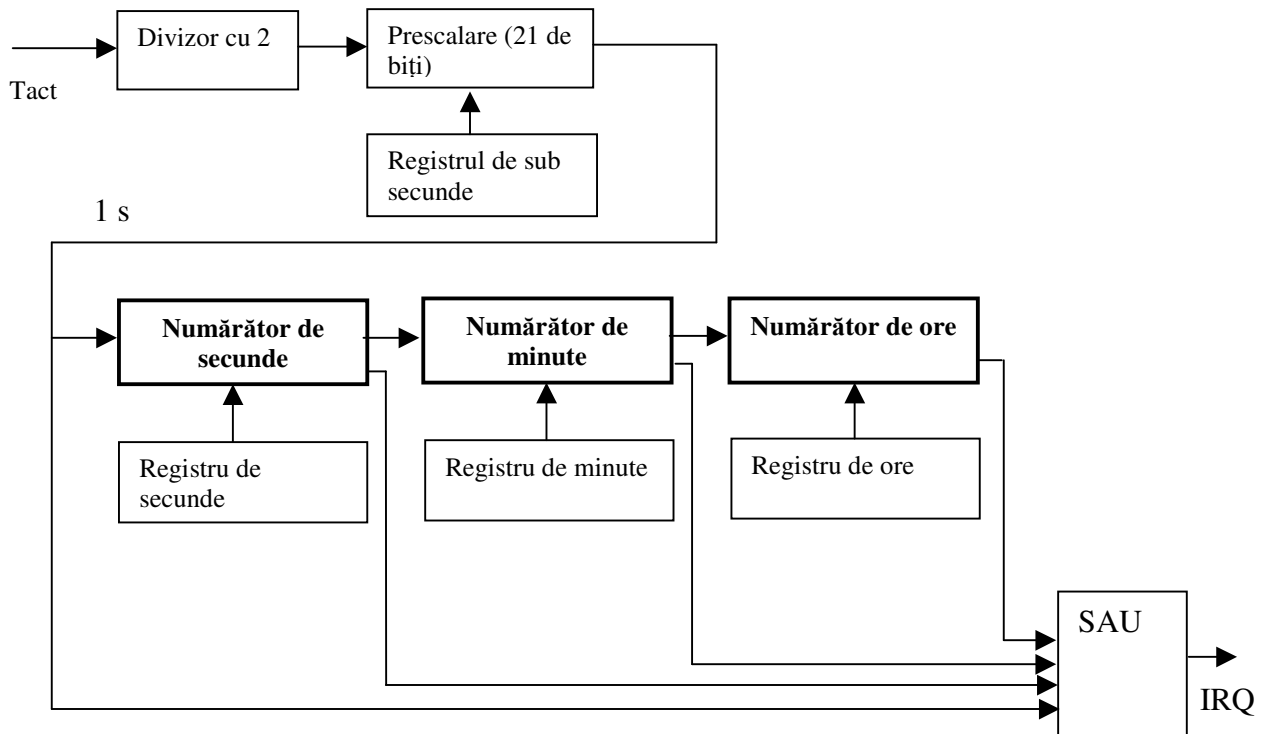 Divizor cu 2
Prescalare (21 de
biți)
Tact
Registrul de sub
secunde
1 s
Numărător de
secunde
Numărător de
minute
Numărător de ore
Registru de
secunde
Registru de minute
Registru de ore
SAU
IRQ